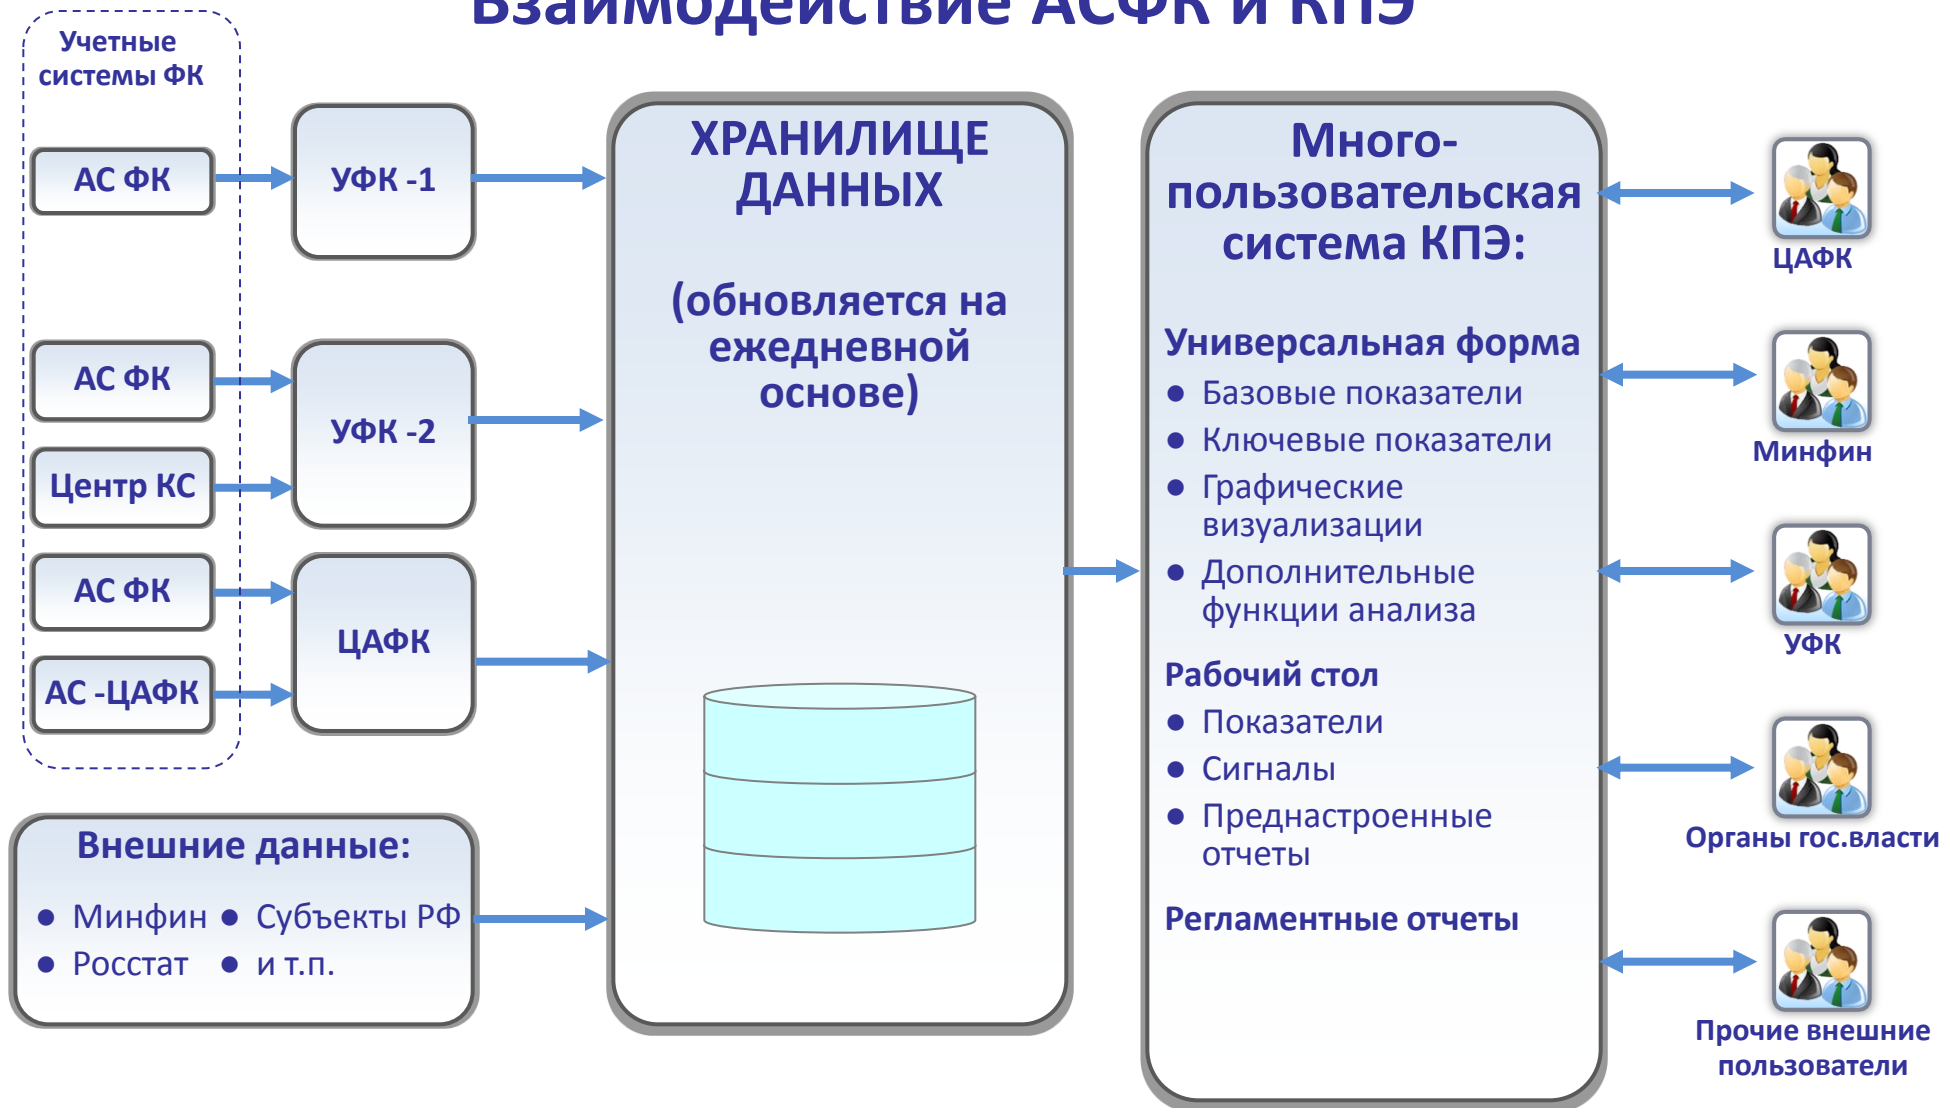 Взаимодействие АСФК и КПЭ
Учетные
системы ФК
АС ФК
АС ФК
Центр КС
АС ФК
АС -ЦАФК
УФК -1
УФК -2
ЦАФК
Внешние данные:
● Минфин ● Субъекты РФ
● Росстат ● и т.п.
ХРАНИЛИЩЕ
ДАННЫХ
(обновляется на
ежедневной
основе)
Много-
пользовательская
система КПЭ:
Универсальная форма
● Базовые показатели
● Ключевые показатели
● Графические
визуализации
● Дополнительные
функции анализа
Рабочий стол
● Показатели
● Сигналы
● Преднастроенные
отчеты
Регламентные отчеты
ЦАФК
Минфин
УФК
Органы гос.власти
Прочие внешние
пользователи